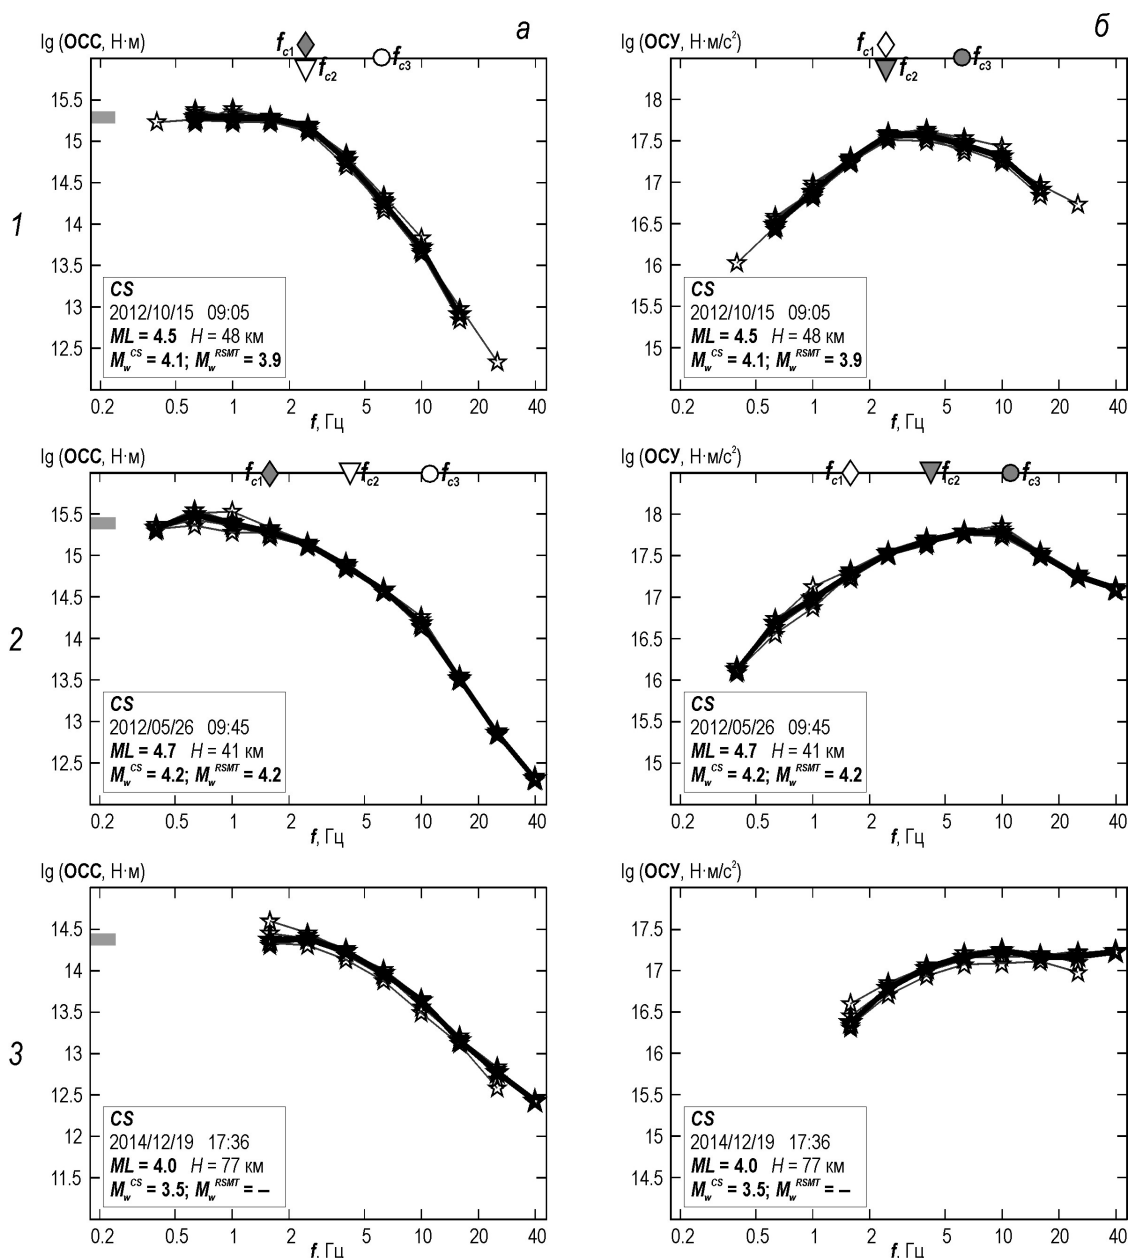 а
б
lg (ОСС, Н·м)
f_c1
f_c2
f_c3
15.5
15
14.5
14
13.5
13
12.5
CS
2012/10/15 09:05
ML = 4.5 H = 48 км
M_w^CS = 4.1; M_w^RSMT = 3.9
0.2 0.5 1 2 5 10 20 40
f, Гц
1
lg (ОСУ, Н·м/с²)
f_c1
f_c2
f_c3
18
17.5
17
16.5
16
15.5
15
CS
2012/10/15 09:05
ML = 4.5 H = 48 км
M_w^CS = 4.1; M_w^RSMT = 3.9
0.2 0.5 1 2 5 10 20 40
f, Гц
lg (ОСС, Н·м)
f_c1
f_c2
f_c3
15.5
15
14.5
14
13.5
13
12.5
CS
2012/05/26 09:45
ML = 4.7 H = 41 км
M_w^CS = 4.2; M_w^RSMT = 4.2
0.2 0.5 1 2 5 10 20 40
f, Гц
2
lg (ОСУ, Н·м/с²)
f_c1
f_c2
f_c3
18
17.5
17
16.5
16
15.5
15
CS
2012/05/26 09:45
ML = 4.7 H = 41 км
M_w^CS = 4.2; M_w^RSMT = 4.2
0.2 0.5 1 2 5 10 20 40
f, Гц
lg (ОСС, Н·м)
14.5
14
13.5
13
12.5
12
11.5
CS
2014/12/19 17:36
ML = 4.0 H = 77 км
M_w^CS = 3.5; M_w^RSMT = –
0.2 0.5 1 2 5 10 20 40
f, Гц
3
lg (ОСУ, Н·м/с²)
17.5
17
16.5
16
15.5
15
14.5
CS
2014/12/19 17:36
ML = 4.0 H = 77 км
M_w^CS = 3.5; M_w^RSMT = –
0.2 0.5 1 2 5 10 20 40
f, Гц